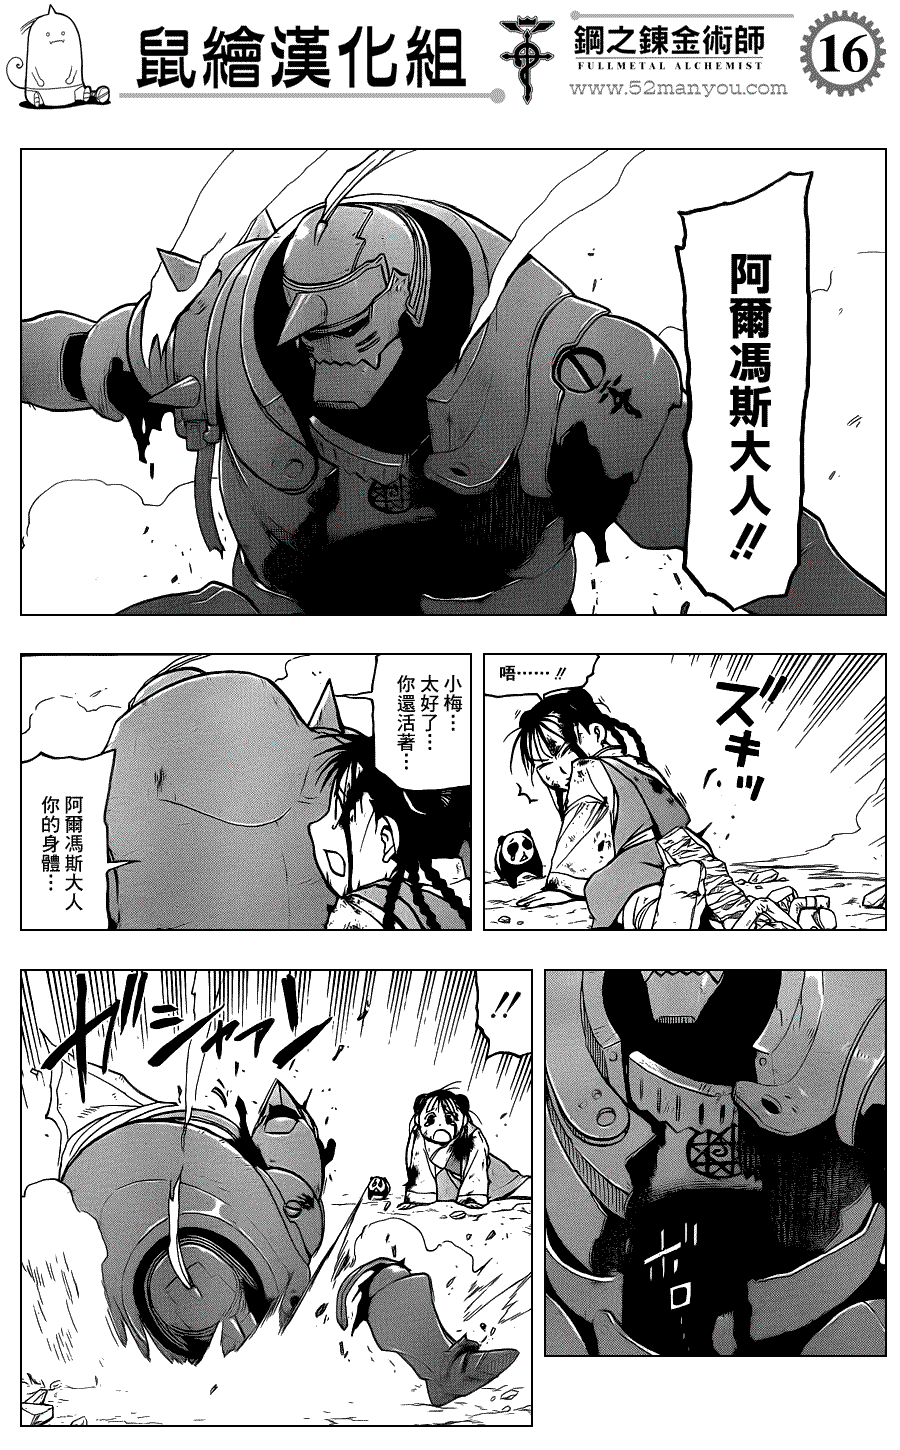 鼠繪漢化組
鋼之鍊金術師
FULLMETAL ALCHEMIST
www.52manyou.com
16
阿爾馮斯大人!!
唔……!!
ズキッ
小梅…
太好了…
你還活著…
阿爾馮斯大人
你的身體…
ボロ
!!
ガシャァン